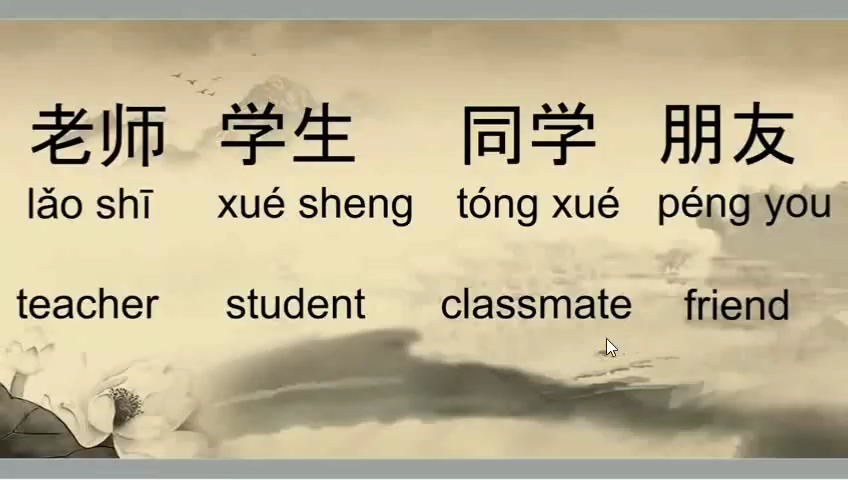 老师 学生 同学 朋友
lǎo shī xué sheng tóng xué péng you
teacher student classmate friend